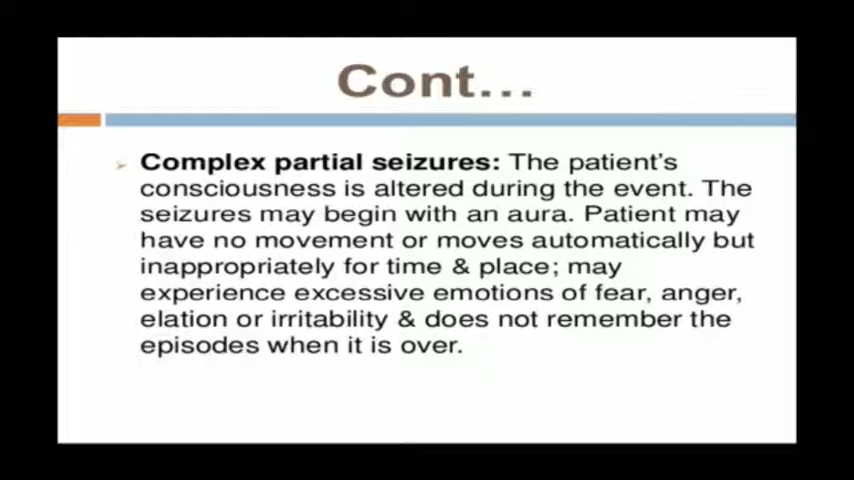 Cont...
Complex partial seizures: The patient's
consciousness is altered during the event. The
seizures may begin with an aura. Patient may
have no movement or moves automatically but
inappropriately for time & place; may
experience excessive emotions of fear, anger,
elation or irritability & does not remember the
episodes when it is over.